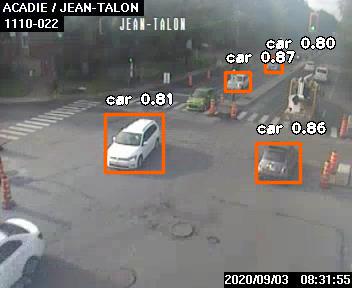 ACADIE / JEAN-TALON
1110-022
JEAN-TALON
car 0.80
car 0.87
car 0.81
car 0.86
2020/09/03 08:31:55